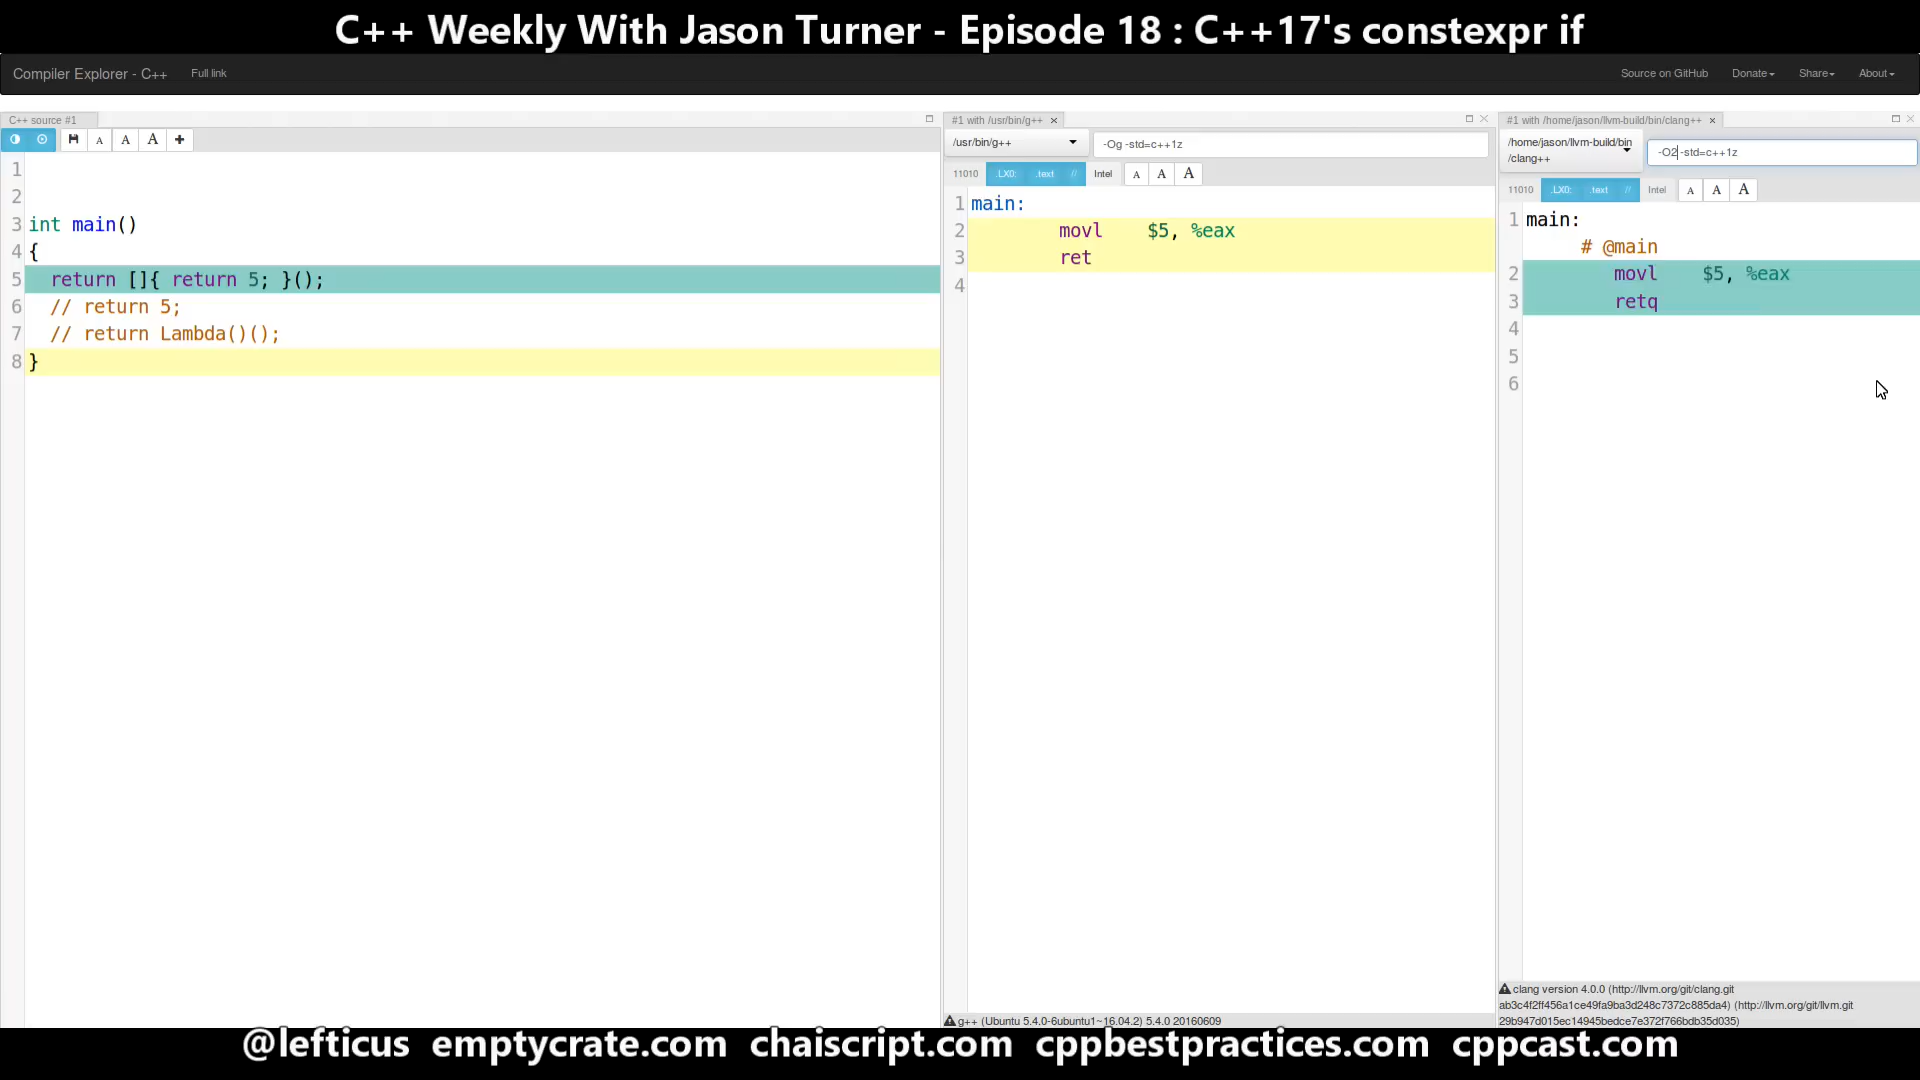 C++ Weekly With Jason Turner - Episode 18 : C++17's constexpr if
Compiler Explorer - C++ Full link Source on GitHub Donate Share About
C++ source #1
A A A
1
2
3 int main()
4 {
5 return []{ return 5; }();
6 // return 5;
7 // return Lambda()();
8 }
#1 with /usr/bin/g++
/usr/bin/g++ -Og -std=c++1z
11010 .LX0: .text // Intel A A A
1 main:
2 movl $5, %eax
3 ret
4
g++ (Ubuntu 5.4.0-6ubuntu1~16.04.2) 5.4.0 20160609
#1 with /home/jason/llvm-build/bin/clang++
/home/jason/llvm-build/bin
/clang++
-O2 -std=c++1z
11010 .LX0: .text // Intel A A A
1 main:
# @main
2 movl $5, %eax
3 retq
4
5
6
clang version 4.0.0 (http://llvm.org/git/clang.git
ab3c4f2ff456a1ce49fa9ba3d248c7372c885da4) (http://llvm.org/git/llvm.git
29b947d015ec14945bedce7e372f766bdb35d035)
@lefticus emptycrate.com chaiscript.com cppbestpractices.com cppcast.com